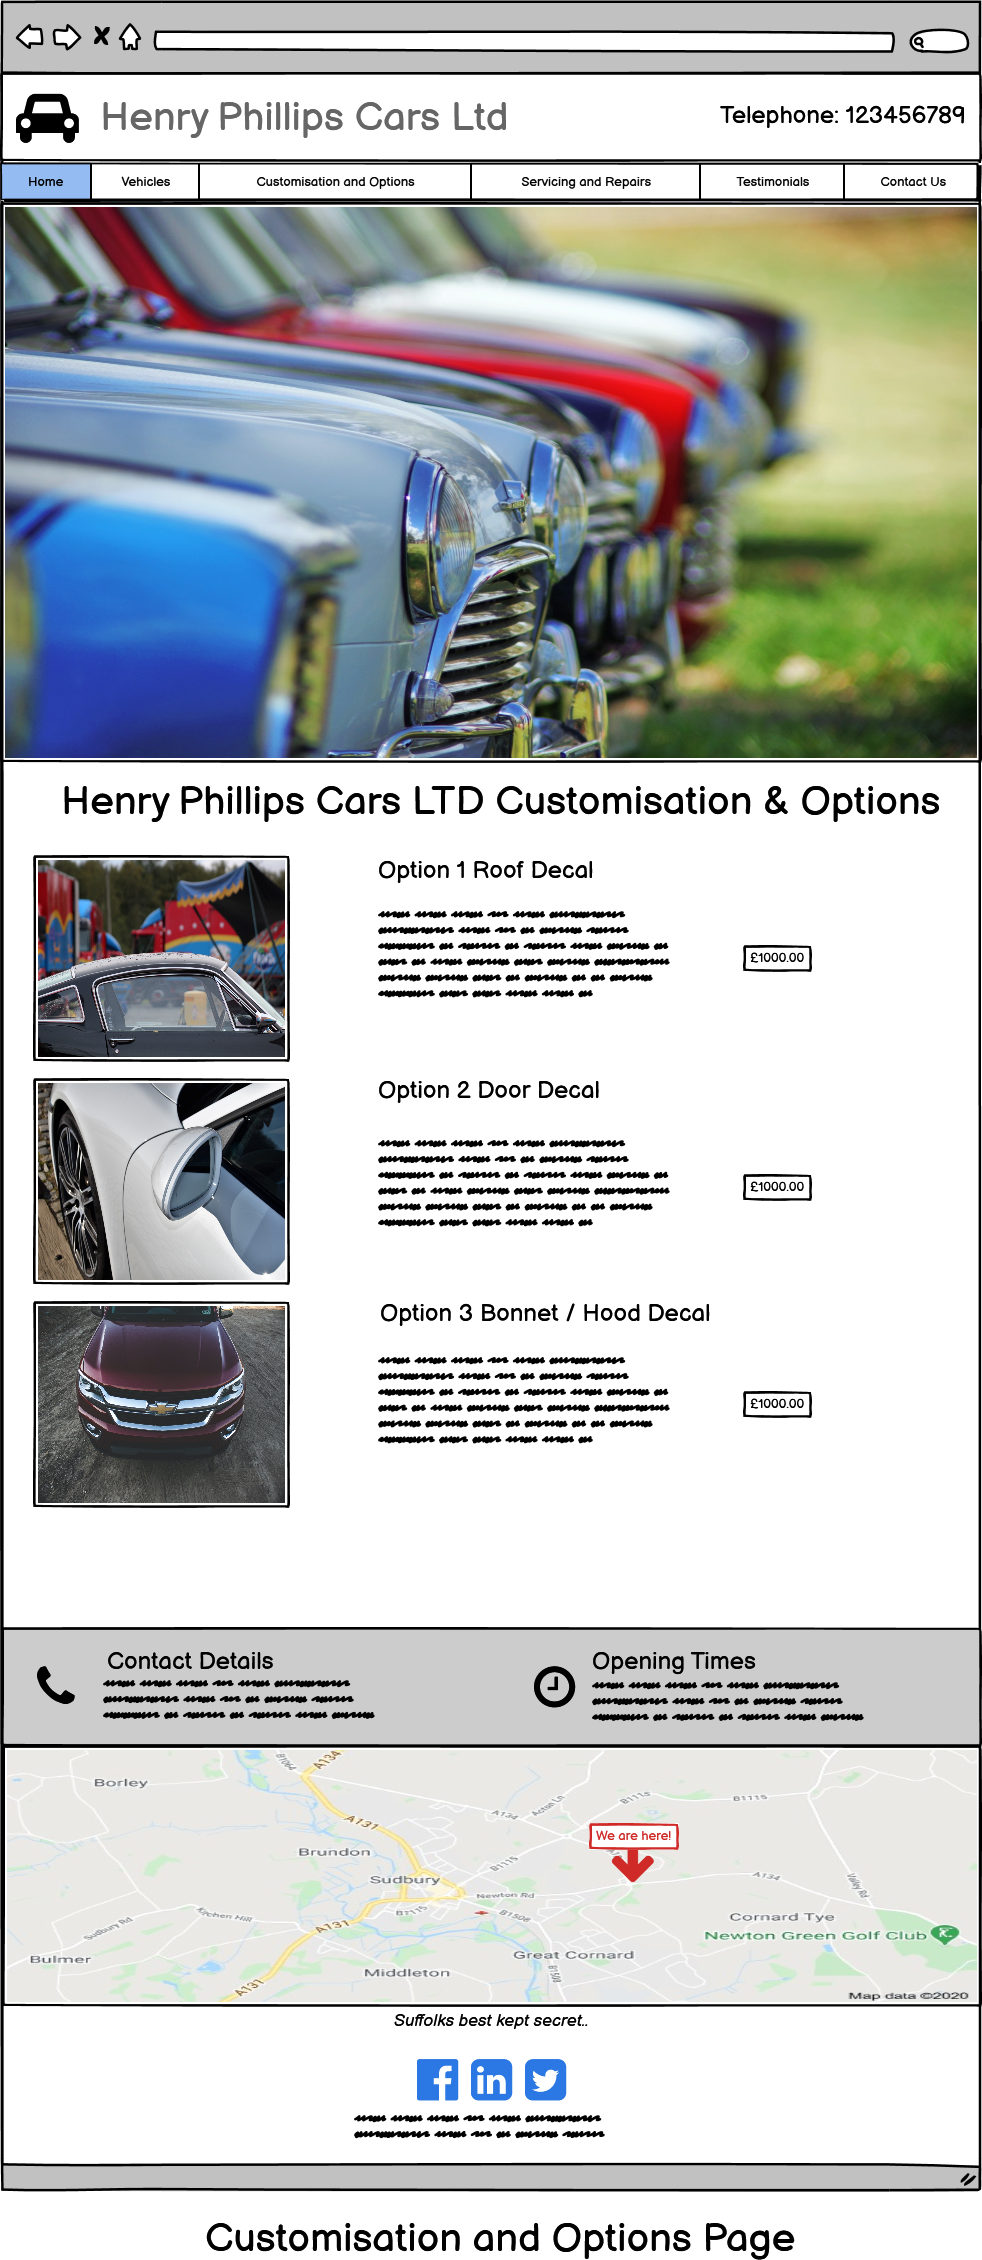 Henry Phillips Cars Ltd
Telephone: 123456789
Home
Vehicles
Customisation and Options
Servicing and Repairs
Testimonials
Contact Us
Henry Phillips Cars LTD Customisation & Options
Option 1 Roof Decal
£1000.00
Option 2 Door Decal
£1000.00
Option 3 Bonnet / Hood Decal
£1000.00
Contact Details
Opening Times
A134
B1064
Borley
A131
A134
Acton Ln
B1115
B1115
We are here!
Brundon
Sudbury
B1115
A134
Valley Rd
Newton Rd
Kitchen Hill
B1115
B1508
Sudbury Rd
A131
Cornard Tye
Newton Green Golf Club
Bulmer
Great Cornard
Middleton
B1508
A131
Map data ©2020
Suffolks best kept secret..
f
in
Customisation and Options Page